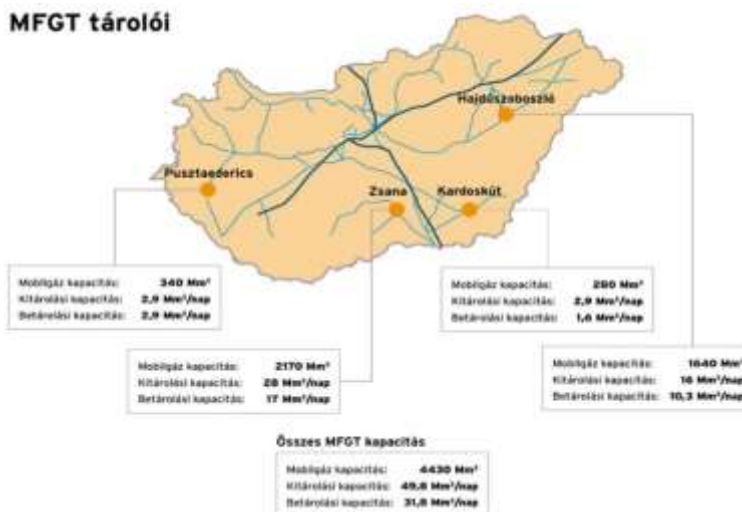 MFGT tárolói
Hajdúszoboszló
Pusztaederics
Zsana
Kardoskút
Mobilgáz kapacitás: 340 Mm³
Kitárolási kapacitás: 2,9 Mm³/nap
Betárolási kapacitás: 2,9 Mm³/nap
Mobilgáz kapacitás: 280 Mm³
Kitárolási kapacitás: 2,9 Mm³/nap
Betárolási kapacitás: 1,6 Mm³/nap
Mobilgáz kapacitás: 2170 Mm³
Kitárolási kapacitás: 28 Mm³/nap
Betárolási kapacitás: 17 Mm³/nap
Mobilgáz kapacitás: 1640 Mm³
Kitárolási kapacitás: 16 Mm³/nap
Betárolási kapacitás: 10,3 Mm³/nap
Összes MFGT kapacitás
Mobilgáz kapacitás: 4430 Mm³
Kitárolási kapacitás: 49,8 Mm³/nap
Betárolási kapacitás: 31,8 Mm³/nap